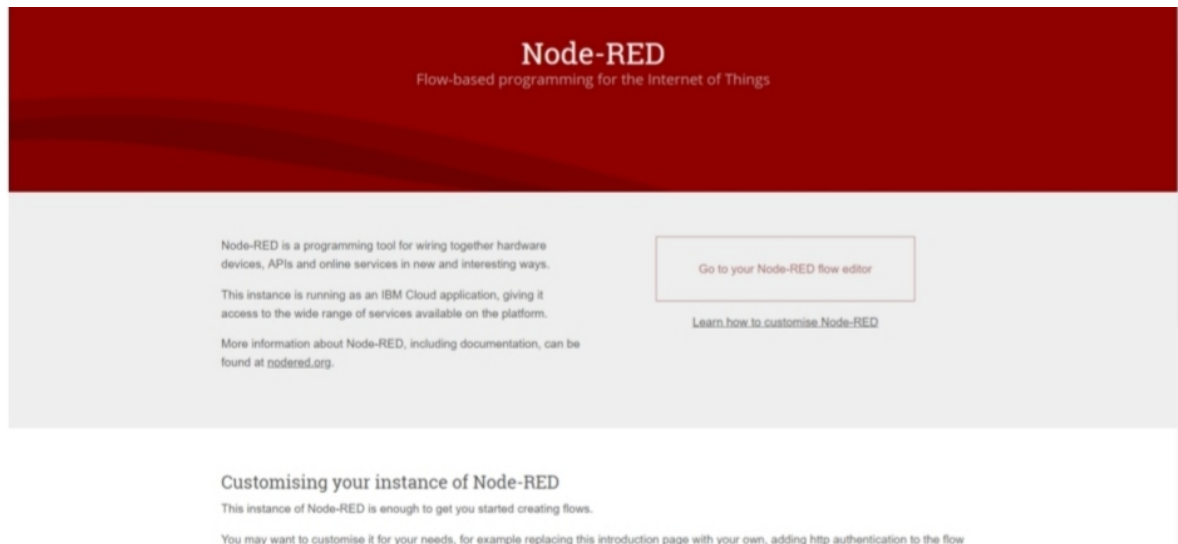 Node-RED
Flow-based programming for the Internet of Things
Node-RED is a programming tool for wiring together hardware
devices, APIs and online services in new and interesting ways.
This instance is running as an IBM Cloud application, giving it
access to the wide range of services available on the platform.
More information about Node-RED, including documentation, can be
found at nodered.org.
Go to your Node-RED flow editor
Learn how to customise Node-RED
Customising your instance of Node-RED
This instance of Node-RED is enough to get you started creating flows.
You may want to customise it for your needs, for example replacing this introduction page with your own, adding http authentication to the flow